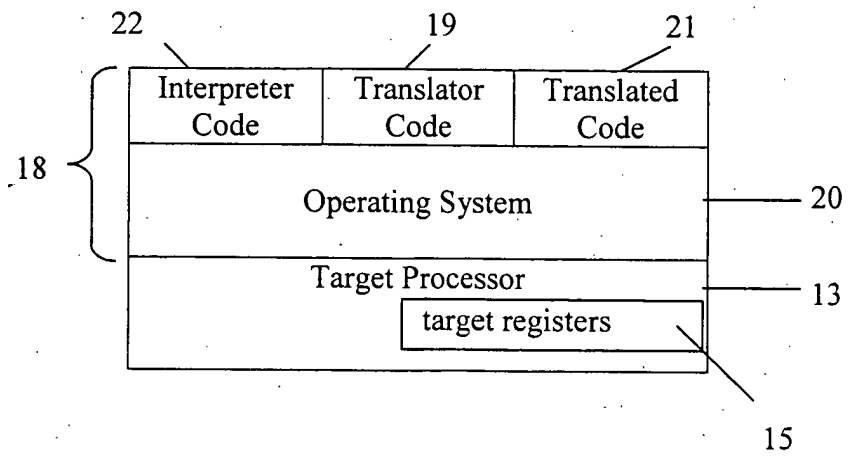 22 19 21
Interpreter Code
Translator Code
Translated Code
18
Operating System
20
Target Processor
13
target registers
15